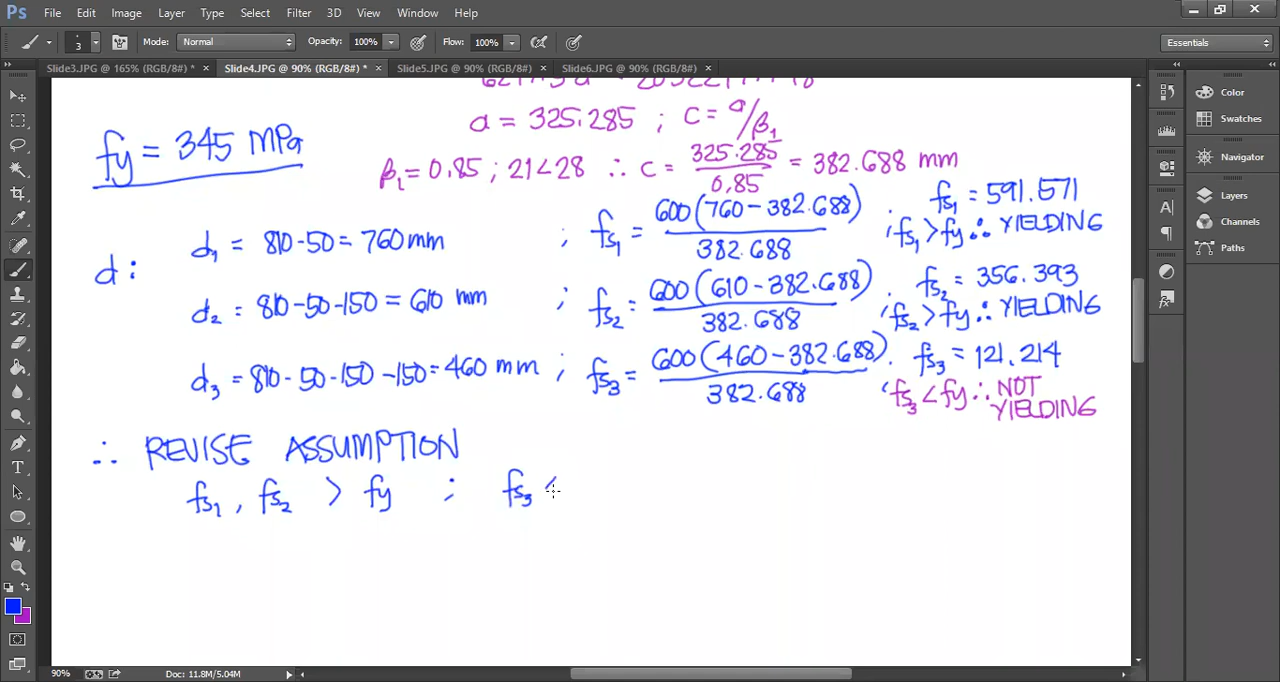 Ps File Edit Image Layer Type Select Filter 3D View Window Help
3 Mode: Normal Opacity: 100% Flow: 100% Essentials
Slide3.JPG @ 165% (RGB/8#) * × Slide4.JPG @ 90% (RGB/8#) * × Slide5.JPG @ 90% (RGB/8#) × Slide6.JPG @ 90% (RGB/8#) ×
a = 325.285 ; c = a/β₁
fy = 345 MPa
β₁ = 0.85 ; 21 < 28 ∴ c = 325.285 / 0.85 = 382.688 mm
d :
d₁ = 810 - 50 = 760 mm ; fs₁ = 600(760 - 382.688) / 382.688 ; fs₁ = 591.571
fs₁ > fy ∴ YIELDING
d₂ = 810 - 50 - 150 = 610 mm ; fs₂ = 600(610 - 382.688) / 382.688 ; fs₂ = 356.393
fs₂ > fy ∴ YIELDING
d₃ = 810 - 50 - 150 - 150 = 460 mm ; fs₃ = 600(460 - 382.688) / 382.688 ; fs₃ = 121.214
fs₃ < fy ∴ NOT
YIELDING
∴ REVISE ASSUMPTION
fs₁ , fs₂ > fy ; fs₃ <
Color
Swatches
Navigator
Layers
Channels
Paths
90% Doc: 11.8M/5.04M